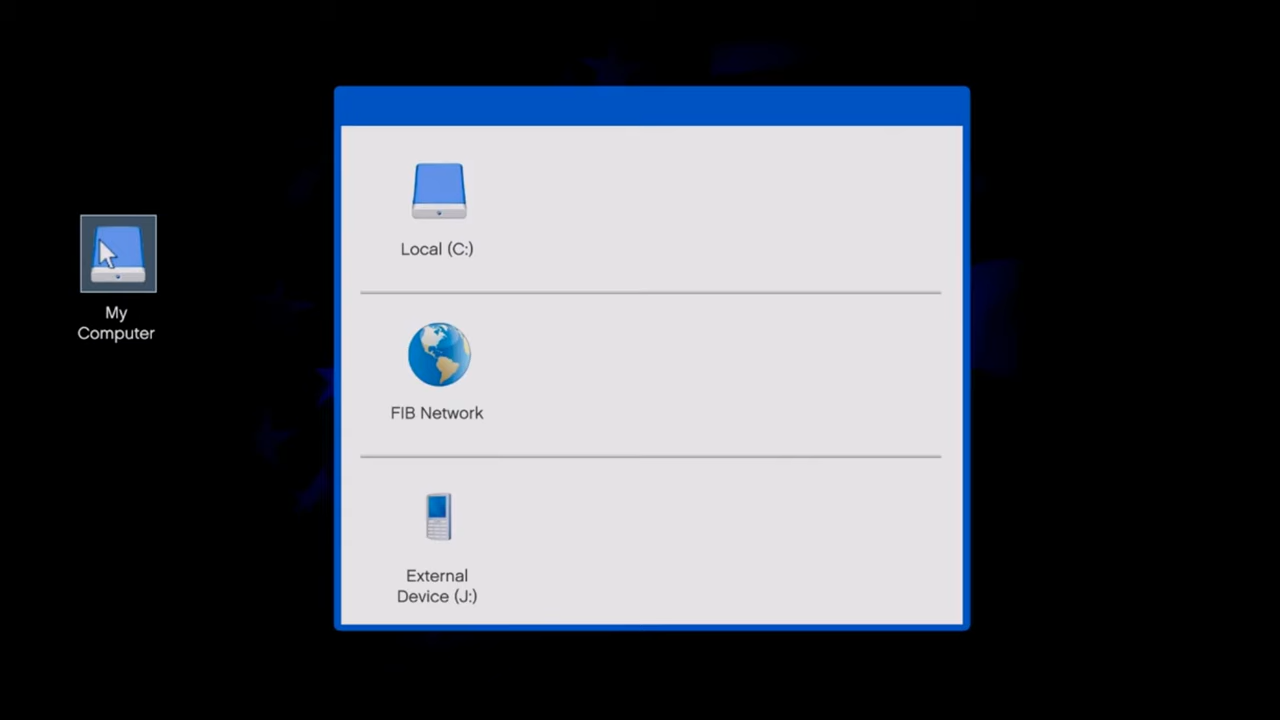 My
Computer
Local (C:)
FIB Network
External
Device (J:)